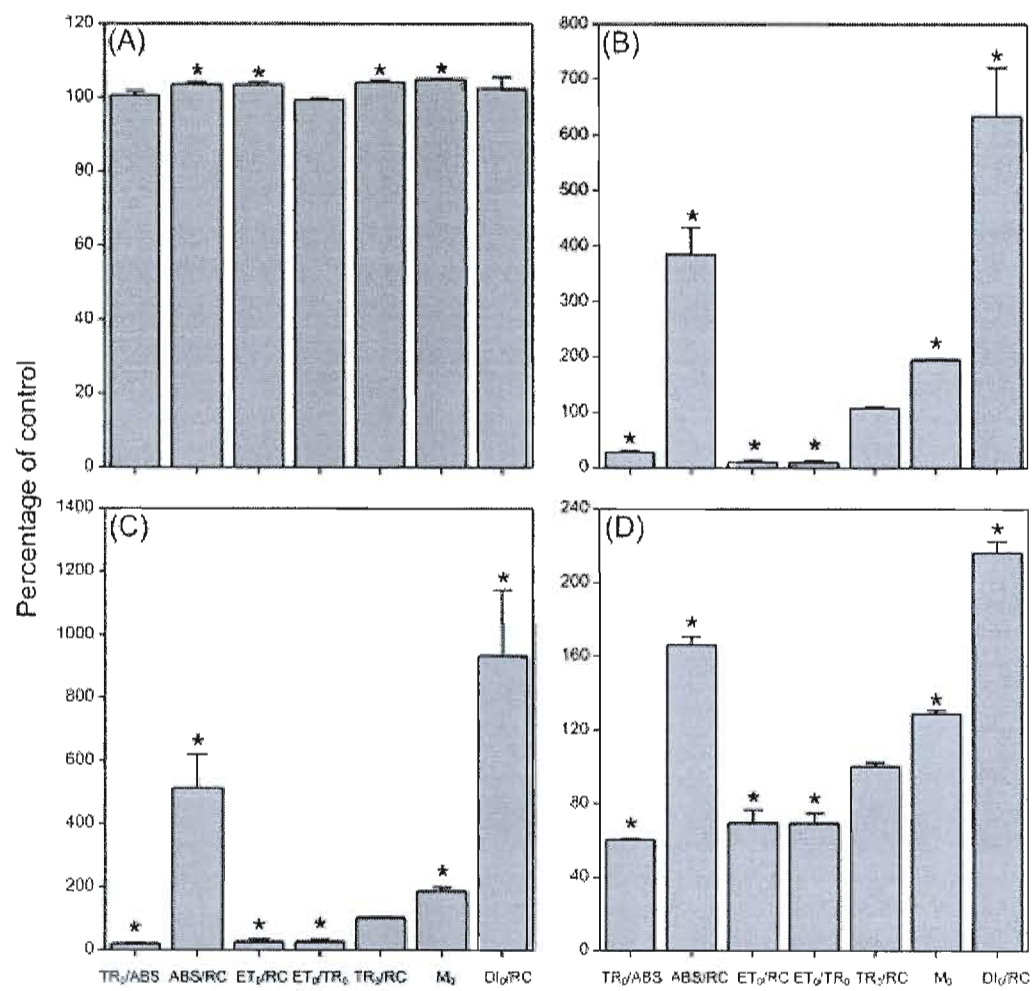 Percentage of control
(A)
120
100
80
60
40
20
0
* * * *
(B)
800
700
600
500
400
300
200
100
0
* * * * * *
(C)
1400
1200
1000
800
600
400
200
0
* * * * * *
TR₀/ABS ABS/RC ET₀/RC ET₀/TR₀ TR₀/RC M₀ DI₀/RC
(D)
240
200
160
120
80
40
0
* * * * * *
TR₀/ABS ABS/RC ET₀/RC ET₀/TR₀ TR₀/RC M₀ DI₀/RC